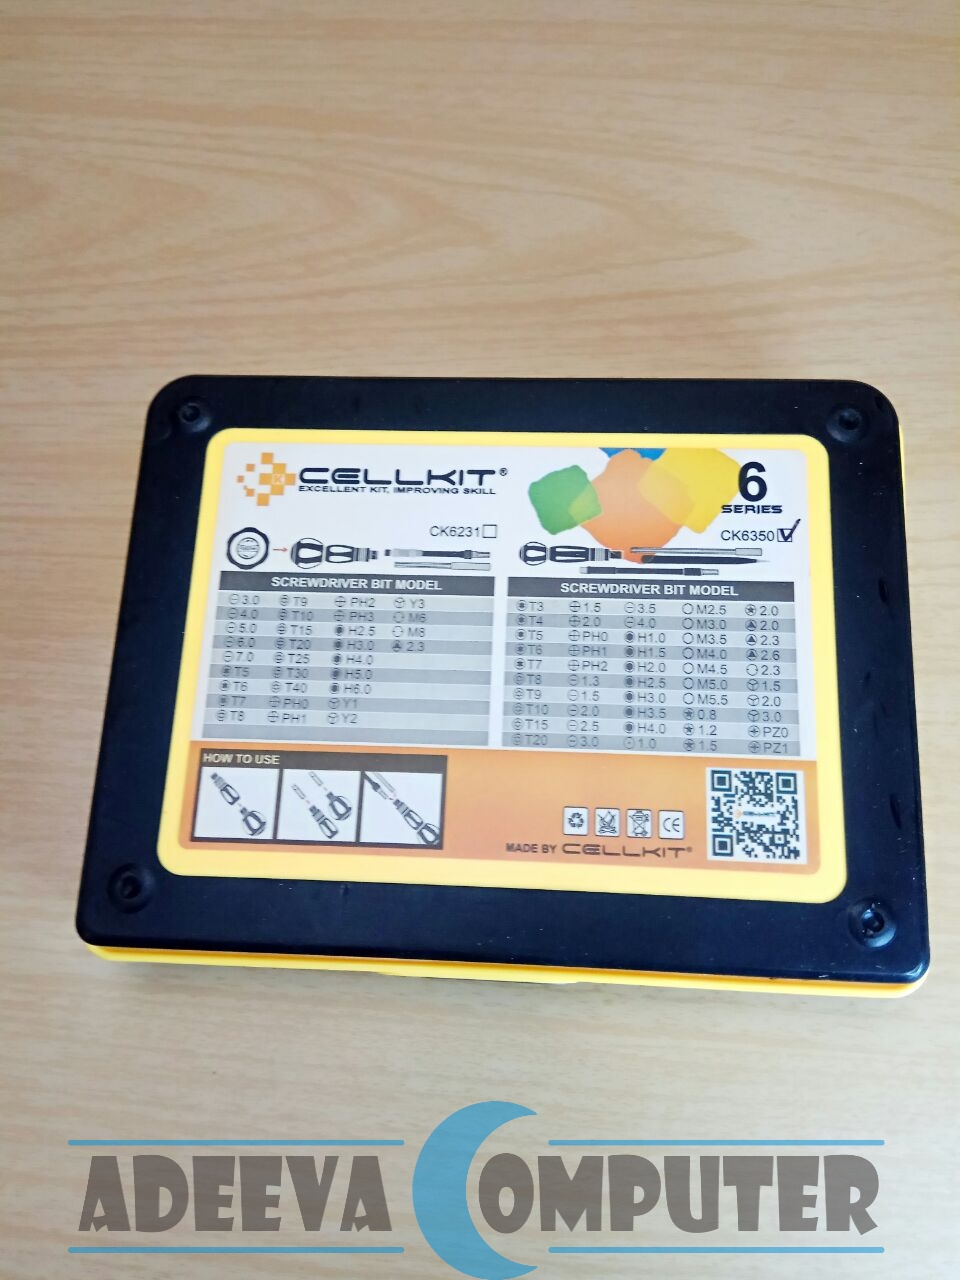 CELLKIT®
EXCELLENT KIT, IMPROVING SKILL
6
SERIES
CK6231
CK6350
SCREWDRIVER BIT MODEL
3.0 T9 PH2 Y3
4.0 T10 PH3 M6
5.0 T15 H2.5 M8
6.0 T20 H3.0 2.3
7.0 T25 H4.0
T5 T30 H5.0
T6 T40 H6.0
T7 PH0 Y1
T8 PH1 Y2
SCREWDRIVER BIT MODEL
T3 1.5 3.5 M2.5 2.0
T4 2.0 4.0 M3.0 2.0
T5 PH0 H1.0 M3.5 2.3
T6 PH1 H1.5 M4.0 2.6
T7 PH2 H2.0 M4.5 2.3
T8 1.3 H2.5 M5.0 1.5
T9 1.5 H3.0 M5.5 2.0
T10 2.0 H3.5 0.8 3.0
T15 2.5 H4.0 1.2 PZ0
T20 3.0 1.0 1.5 PZ1
HOW TO USE
CE
MADE BY CELLKIT®
CELLKIT
ADEEVA COMPUTER